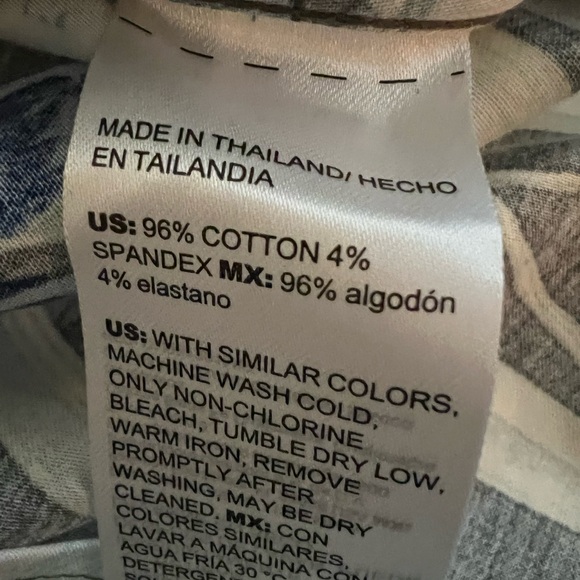 MADE IN THAILAND/ HECHO
EN TAILANDIA
US: 96% COTTON 4%
SPANDEX MX: 96% algodón
4% elastano
US: WITH SIMILAR COLORS,
MACHINE WASH COLD,
ONLY NON-CHLORINE
BLEACH, TUMBLE DRY LOW,
WARM IRON, REMOVE
PROMPTLY AFTER
WASHING, MAY BE DRY
CLEANED. MX: CON
COLORES SIMILARES,
LAVAR A MÁQUINA CON
AGUA FRÍA 30 °C